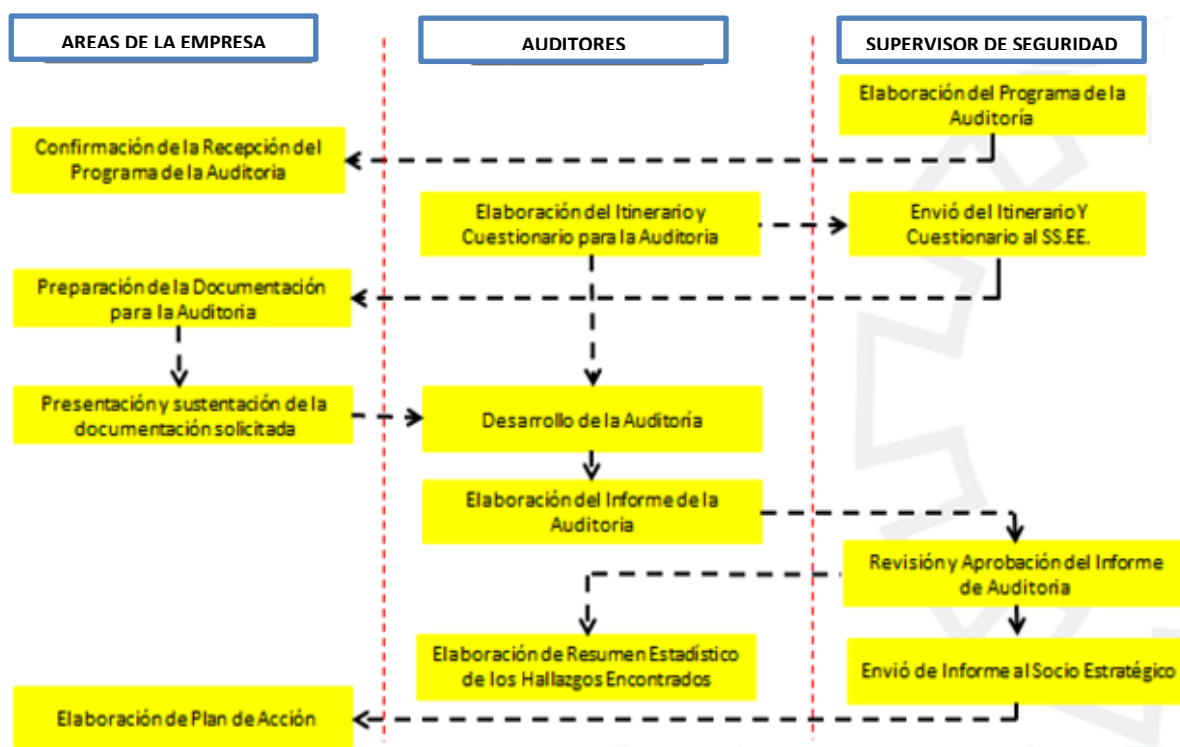 AREAS DE LA EMPRESA
AUDITORES
SUPERVISOR DE SEGURIDAD
Elaboración del Programa de la
Auditoría
Confirmación de la Recepción del
Programa de la Auditoria
Elaboración del Itinerario y
Cuestionario para la Auditoria
Envió del Itinerario Y
Cuestionario al SS.EE.
Preparación de la Documentación
para la Auditoria
Presentación y sustentación de la
documentación solicitada
Desarrollo de la Auditoría
Elaboración del Informe de la
Auditoria
Revisión y Aprobación del Informe
de Auditoria
Elaboración de Resumen Estadístico
de los Hallazgos Encontrados
Envió de Informe al Socio Estratégico
Elaboración de Plan de Acción